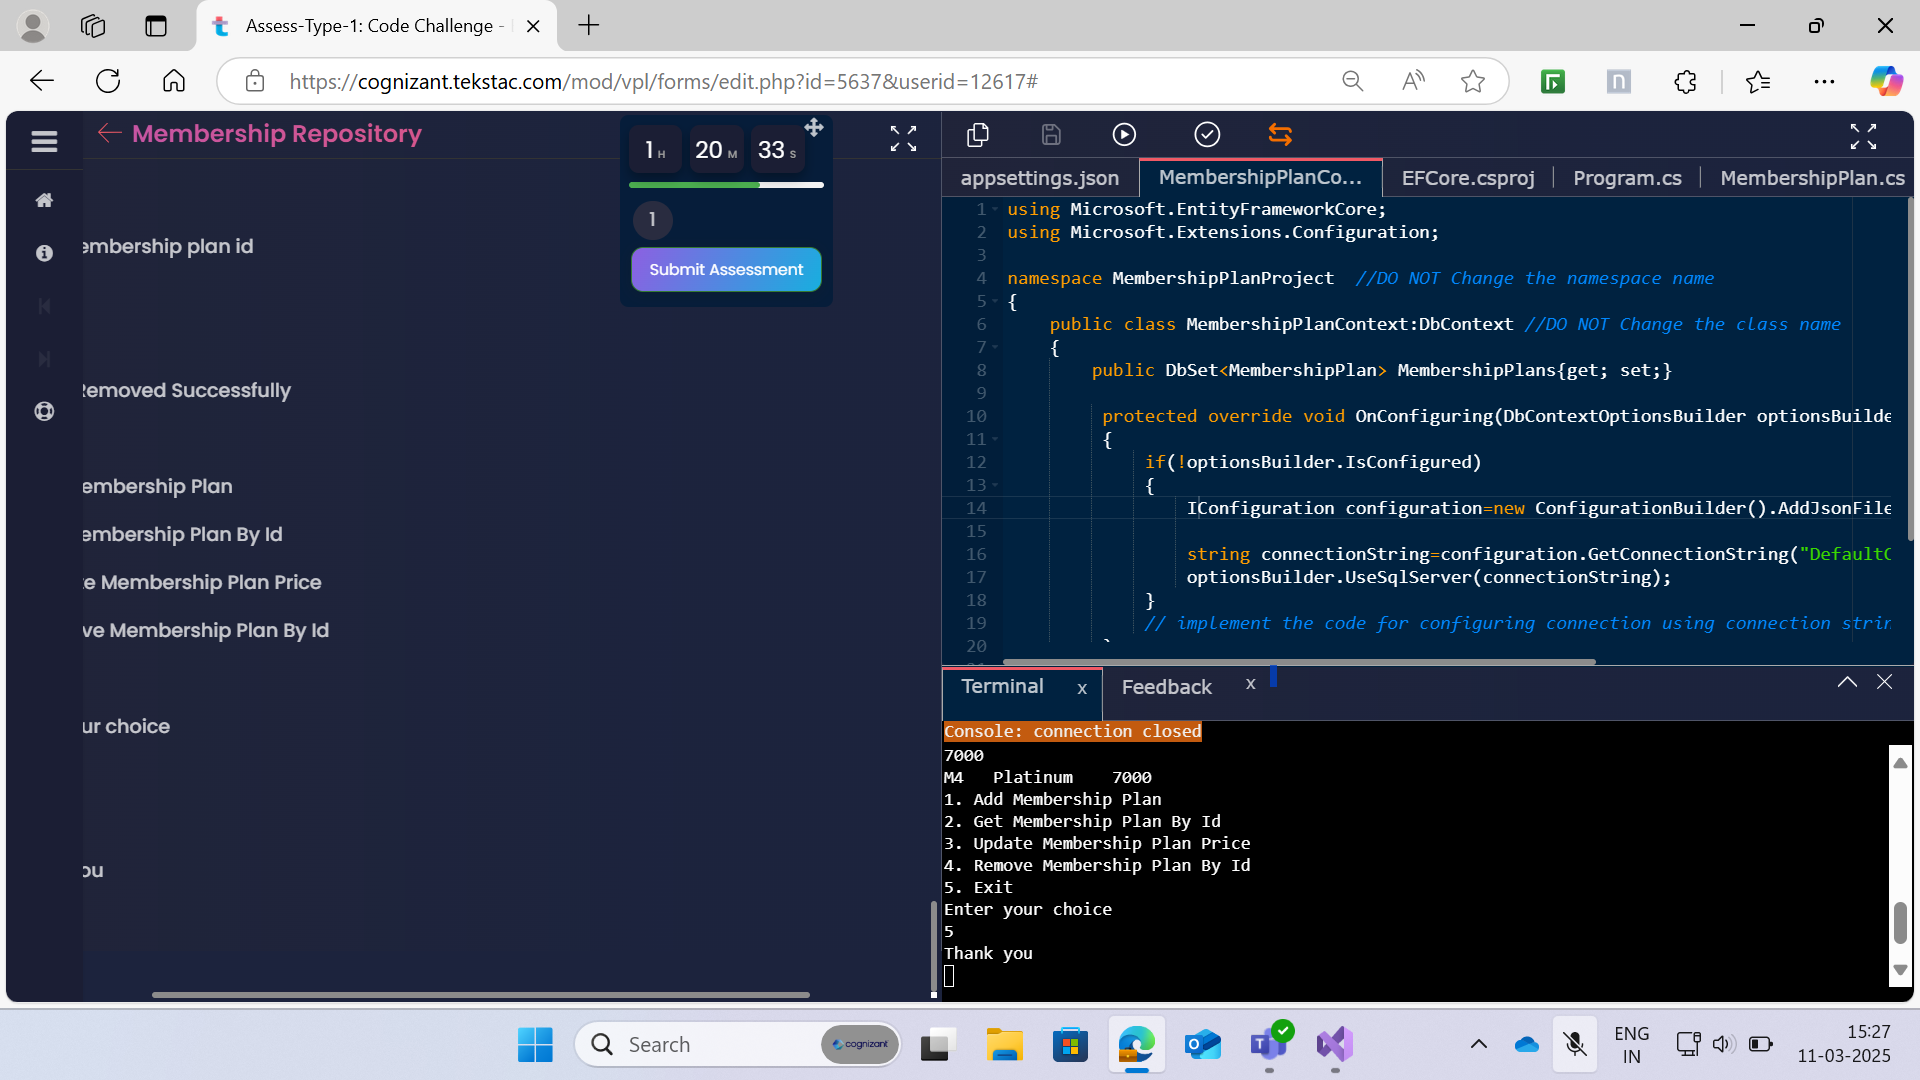 Assess-Type-1: Code Challenge -
https://cognizant.tekstac.com/mod/vpl/forms/edit.php?id=5637&userid=12617#
Membership Repository
1 H 20 M 33 S
1
Submit Assessment
embership plan id
Removed Successfully
embership Plan
embership Plan By Id
te Membership Plan Price
ve Membership Plan By Id
ur choice
ou
appsettings.json
MembershipPlanCo...
EFCore.csproj
Program.cs
MembershipPlan.cs
1 using Microsoft.EntityFrameworkCore;
2 using Microsoft.Extensions.Configuration;
3
4 namespace MembershipPlanProject  //DO NOT Change the namespace name
5 {
6     public class MembershipPlanContext:DbContext //DO NOT Change the class name
7     {
8         public DbSet<MembershipPlan> MembershipPlans{get; set;}
9
10          protected override void OnConfiguring(DbContextOptionsBuilder optionsBuilde
11          {
12              if(!optionsBuilder.IsConfigured)
13              {
14                  IConfiguration configuration=new ConfigurationBuilder().AddJsonFile
15
16                  string connectionString=configuration.GetConnectionString("DefaultC
17                  optionsBuilder.UseSqlServer(connectionString);
18              }
19              // implement the code for configuring connection using connection strin
20
Terminal x
Feedback x
Console: connection closed
7000
M4   Platinum    7000
1. Add Membership Plan
2. Get Membership Plan By Id
3. Update Membership Plan Price
4. Remove Membership Plan By Id
5. Exit
Enter your choice
5
Thank you
Search
cognizant
ENG
IN
15:27
11-03-2025